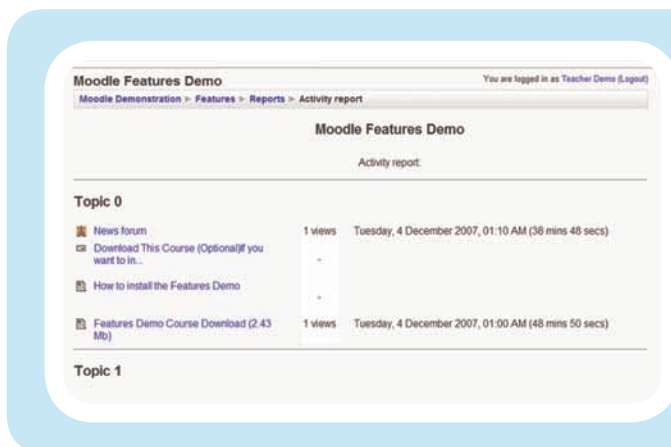 Moodle Features Demo
You are logged in as Teacher Demo (Logout)
Moodle Demonstration ► Features ► Reports ► Activity report
Moodle Features Demo
Activity report:
Topic 0
News forum 1 views Tuesday, 4 December 2007, 01:10 AM (38 mins 48 secs)
Download This Course (Optional)If you
want to in... -
How to install the Features Demo
-
Features Demo Course Download (2.43 1 views Tuesday, 4 December 2007, 01:00 AM (48 mins 50 secs)
Mb)
Topic 1